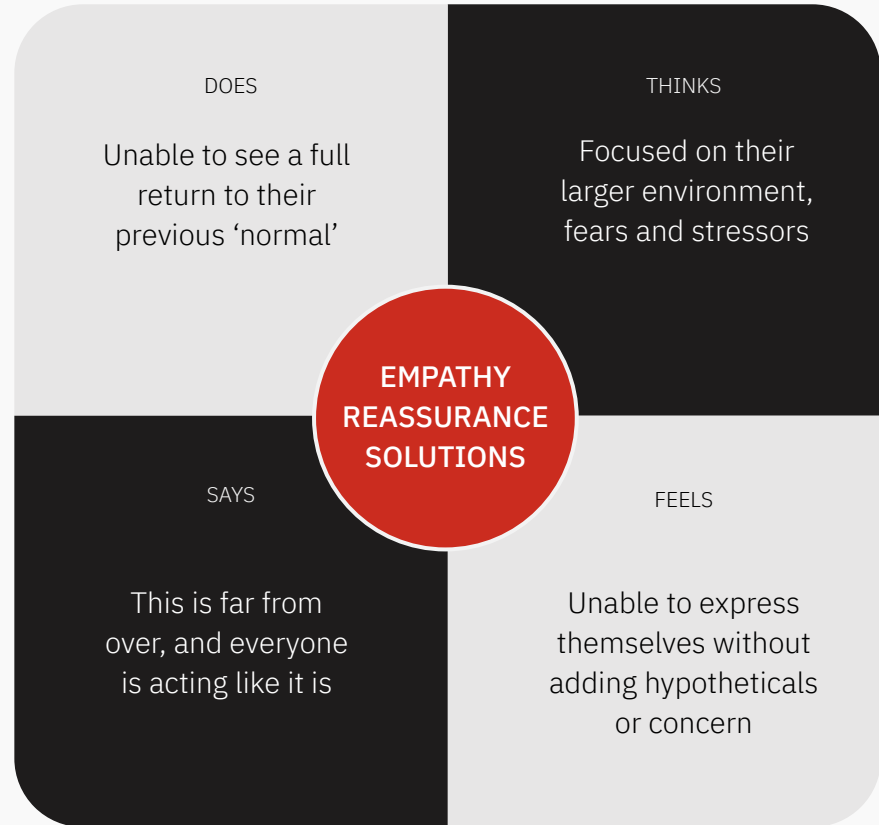 DOES
Unable to see a full
return to their
previous ‘normal’
THINKS
Focused on their
larger environment,
fears and stressors
EMPATHY
REASSURANCE
SOLUTIONS
SAYS
This is far from
over, and everyone
is acting like it is
FEELS
Unable to express
themselves without
adding hypotheticals
or concern